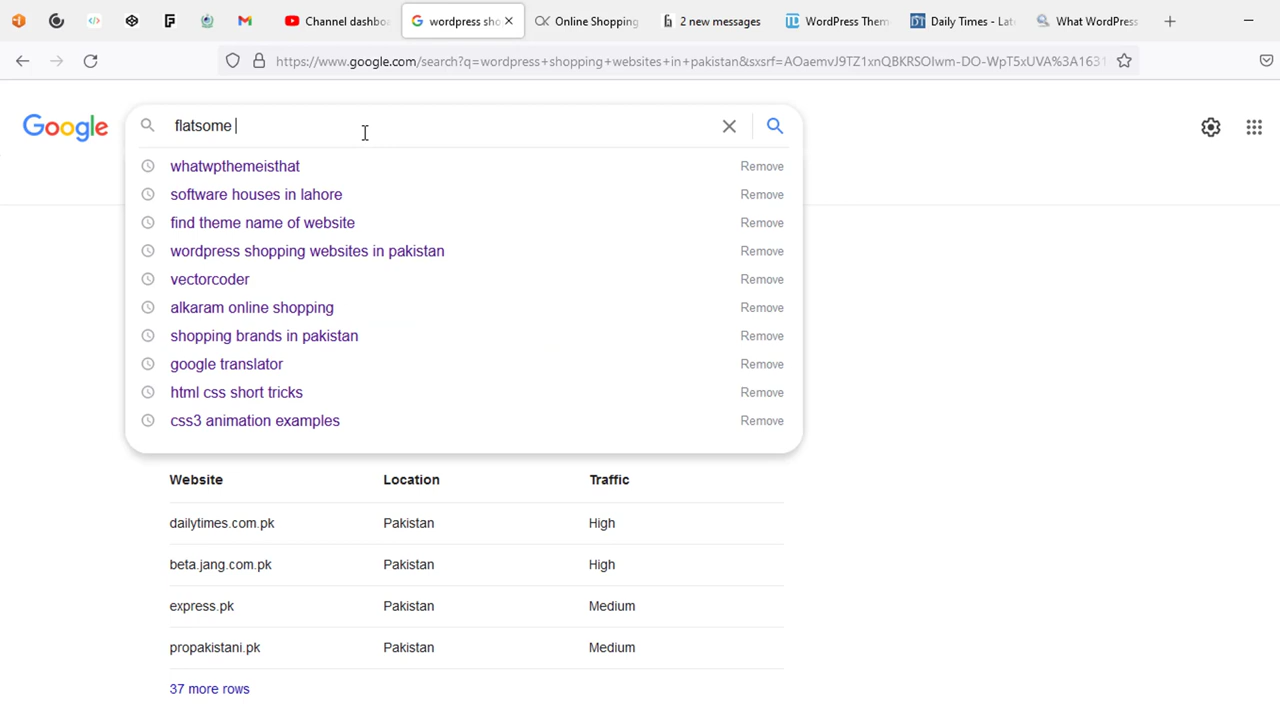 Channel dashbo
wordpress sho
Online Shopping
2 new messages
WordPress Them
Daily Times - Lat
What WordPress
https://www.google.com/search?q=wordpress+shopping+websites+in+pakistan&sxsrf=AOaemvJ9TZ1xnQBKRSOIwm-DO-WpT5xUVA%3A1631
Google
flatsome
whatwpthemeisthat Remove
software houses in lahore Remove
find theme name of website Remove
wordpress shopping websites in pakistan Remove
vectorcoder Remove
alkaram online shopping Remove
shopping brands in pakistan Remove
google translator Remove
html css short tricks Remove
css3 animation examples Remove
Website Location Traffic
dailytimes.com.pk Pakistan High
beta.jang.com.pk Pakistan High
express.pk Pakistan Medium
propakistani.pk Pakistan Medium
37 more rows